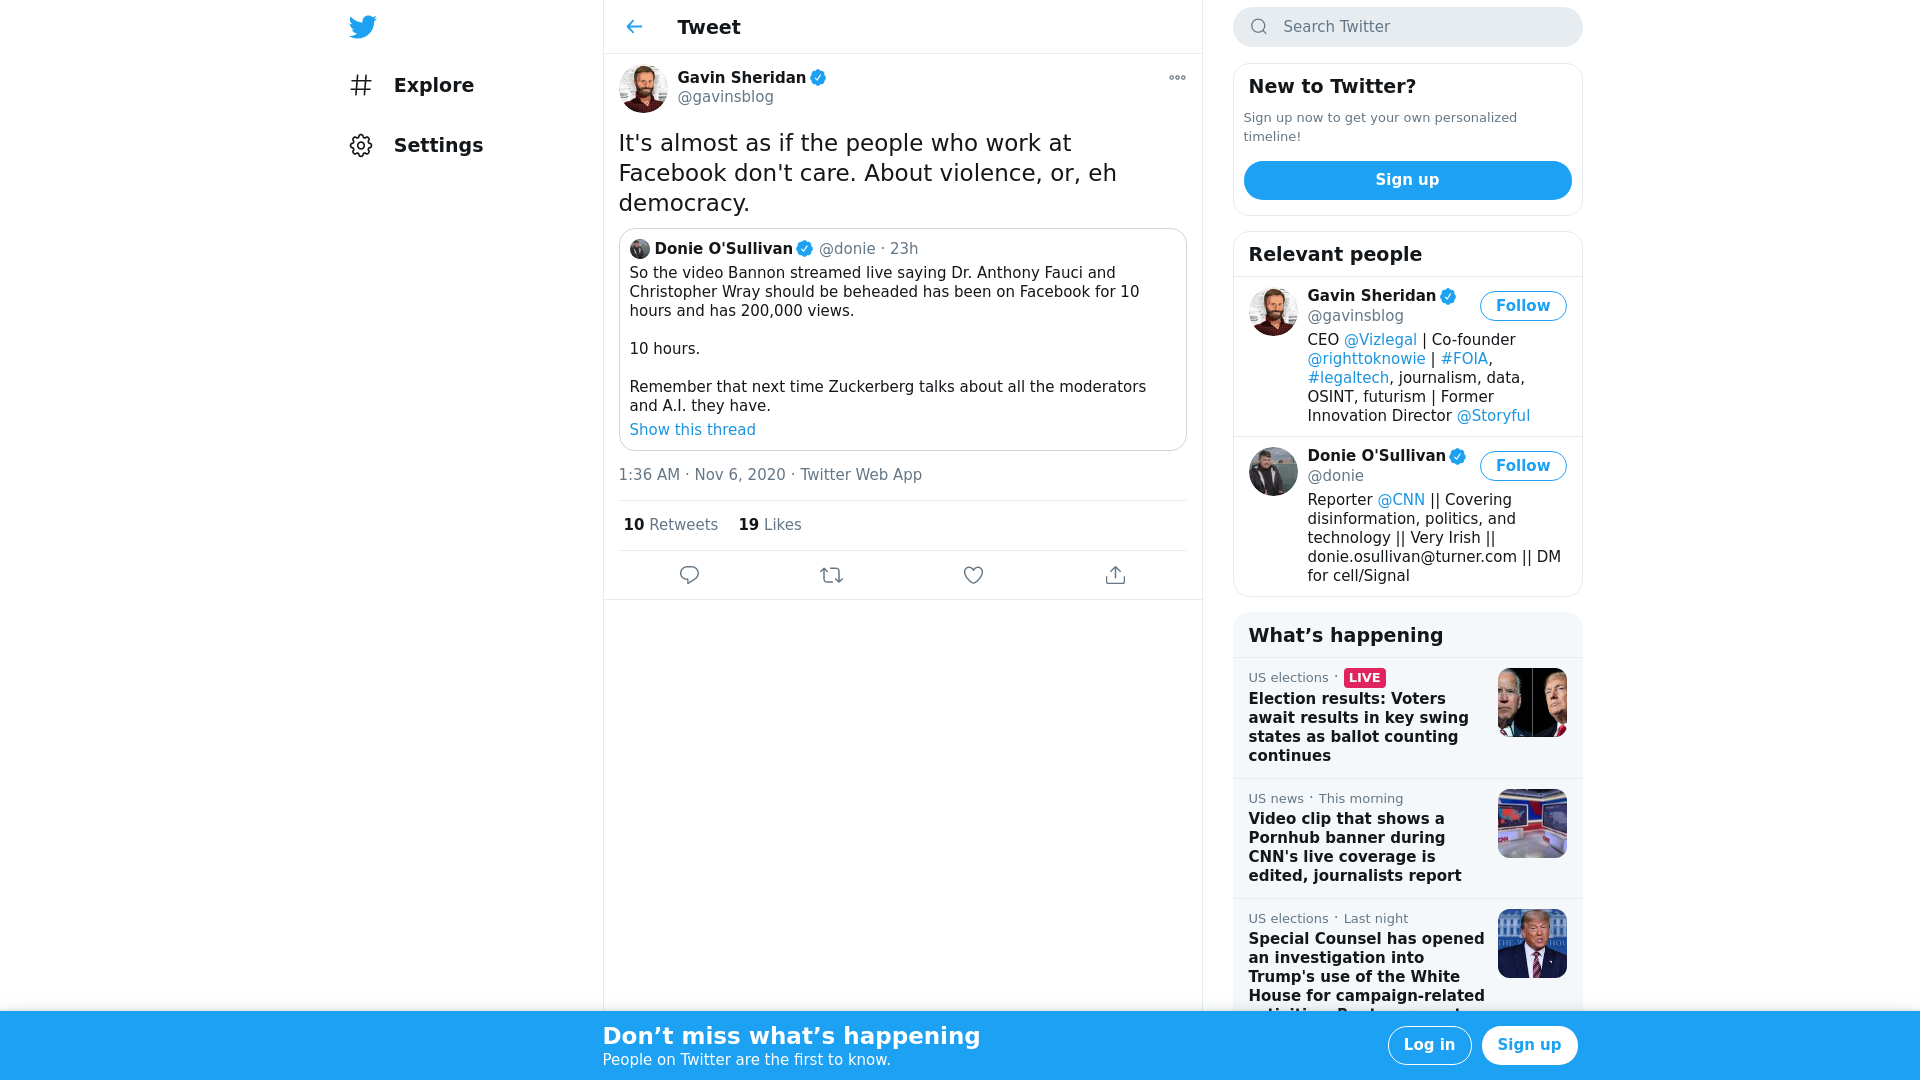 Explore
Settings
Tweet
Gavin Sheridan
@gavinsblog
It's almost as if the people who work at
Facebook don't care. About violence, or, eh
democracy.
Donie O'Sullivan @donie · 23h
So the video Bannon streamed live saying Dr. Anthony Fauci and
Christopher Wray should be beheaded has been on Facebook for 10
hours and has 200,000 views.
10 hours.
Remember that next time Zuckerberg talks about all the moderators
and A.I. they have.
Show this thread
1:36 AM · Nov 6, 2020 · Twitter Web App
10 Retweets 19 Likes
Search Twitter
New to Twitter?
Sign up now to get your own personalized
timeline!
Sign up
Relevant people
Gavin Sheridan
@gavinsblog
Follow
CEO @Vizlegal | Co-founder
@righttoknowie | #FOIA,
#legaltech, journalism, data,
OSINT, futurism | Former
Innovation Director @Storyful
Donie O'Sullivan
@donie
Follow
Reporter @CNN || Covering
disinformation, politics, and
technology || Very Irish ||
donie.osullivan@turner.com || DM
for cell/Signal
What’s happening
US elections · LIVE
Election results: Voters
await results in key swing
states as ballot counting
continues
US news · This morning
Video clip that shows a
Pornhub banner during
CNN's live coverage is
edited, journalists report
US elections · Last night
Special Counsel has opened
an investigation into
Trump's use of the White
House for campaign-related
Don’t miss what’s happening
People on Twitter are the first to know.
Log in
Sign up